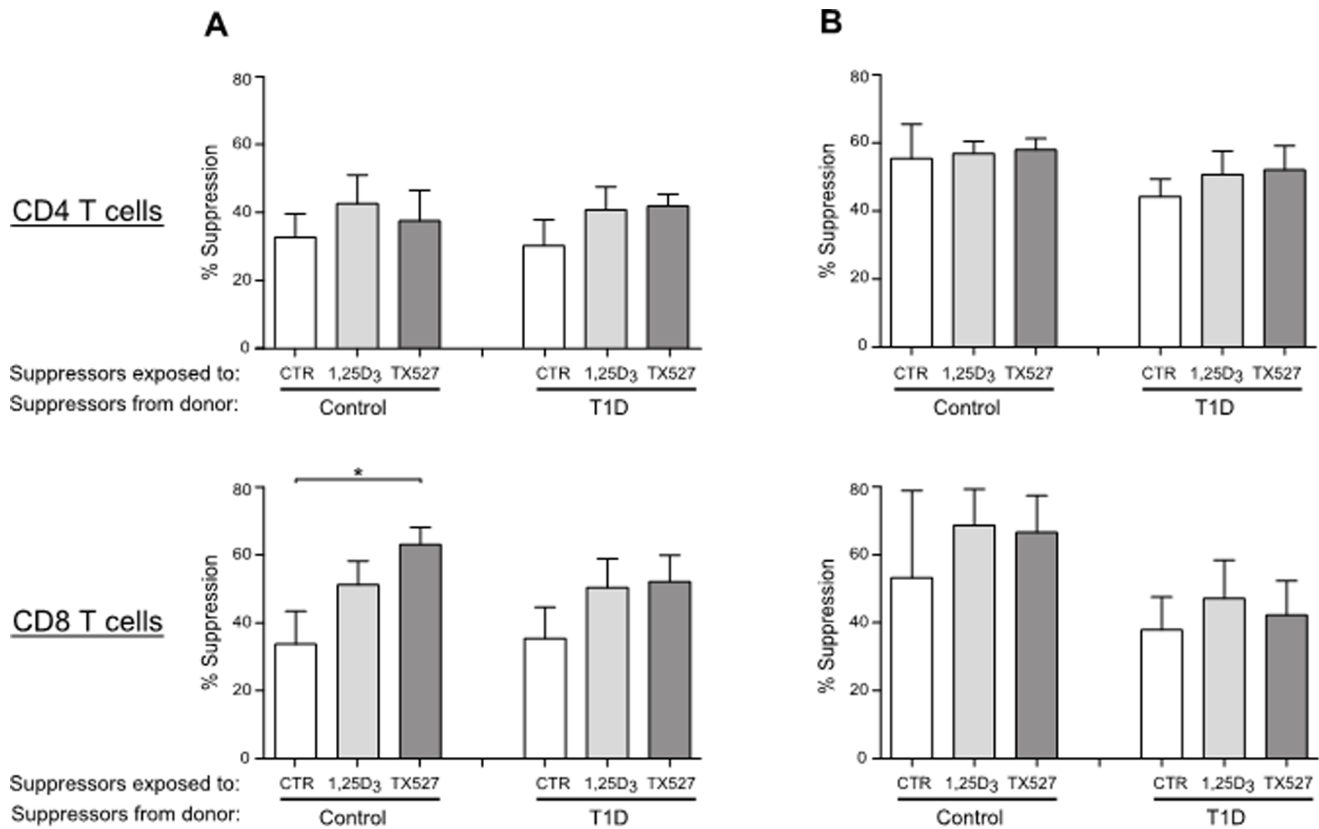 A
B
CD4 T cells
% Suppression
80
60
40
20
0
% Suppression
80
60
40
20
0
Suppressors exposed to: CTR 1,25D3 TX527 CTR 1,25D3 TX527 CTR 1,25D3 TX527 CTR 1,25D3 TX527
Suppressors from donor: Control T1D Control T1D
CD8 T cells
% Suppression
80
60
40
20
0
*
% Suppression
80
60
40
20
0
Suppressors exposed to: CTR 1,25D3 TX527 CTR 1,25D3 TX527 CTR 1,25D3 TX527 CTR 1,25D3 TX527
Suppressors from donor: Control T1D Control T1D